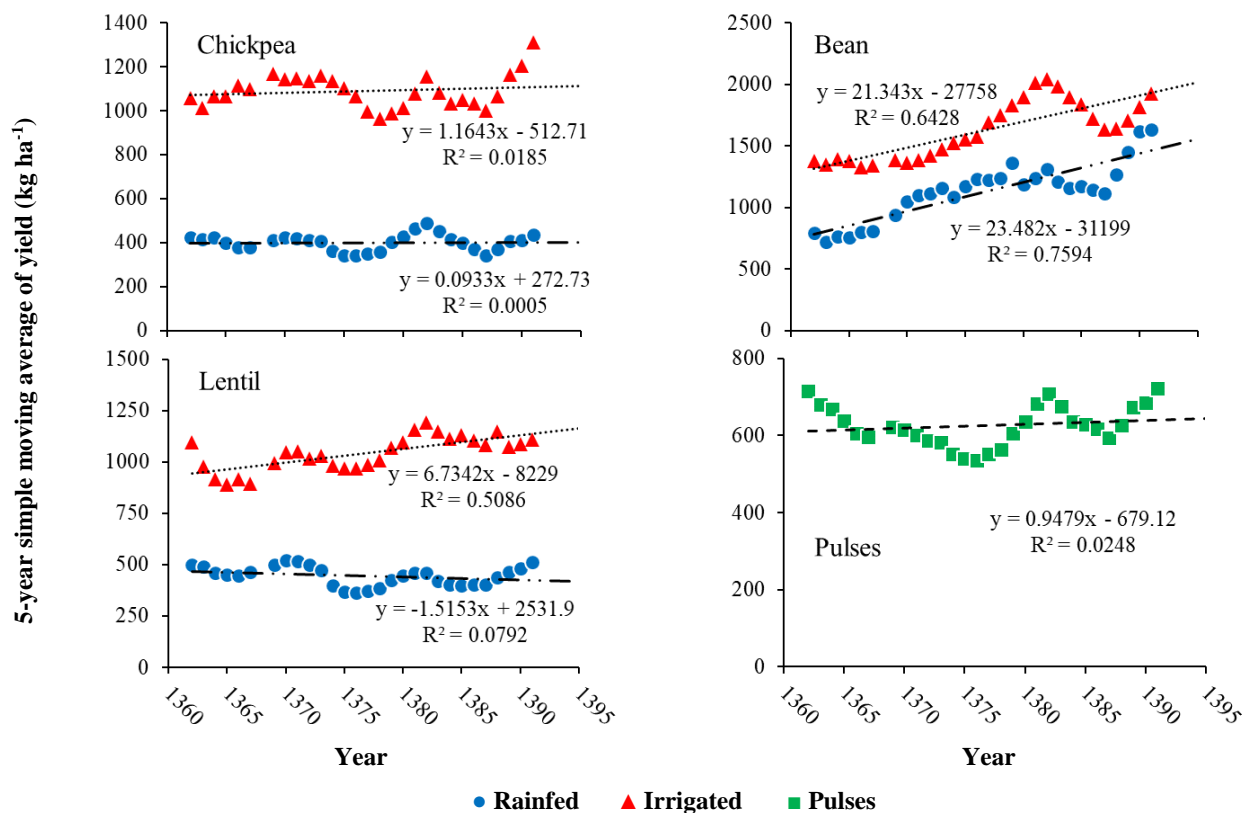 5-year simple moving average of yield (kg ha⁻¹)
Chickpea
1400
1200
1000
800
600
400
200
0
y = 1.1643x - 512.71
R² = 0.0185
y = 0.0933x + 272.73
R² = 0.0005
Bean
2500
2000
1500
1000
500
0
y = 21.343x - 27758
R² = 0.6428
y = 23.482x - 31199
R² = 0.7594
Lentil
1500
1250
1000
750
500
250
0
y = 6.7342x - 8229
R² = 0.5086
y = -1.5153x + 2531.9
R² = 0.0792
1360
1365
1370
1375
1380
1385
1390
1395
Year
800
600
400
200
0
y = 0.9479x - 679.12
R² = 0.0248
Pulses
1360
1365
1370
1375
1380
1385
1390
1395
Year
Rainfed Irrigated Pulses